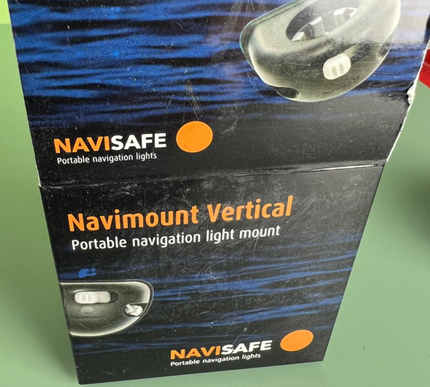 NAVISAFE
Portable navigation lights
Navimount Vertical
Portable navigation light mount
NAVISAFE
Portable navigation lights